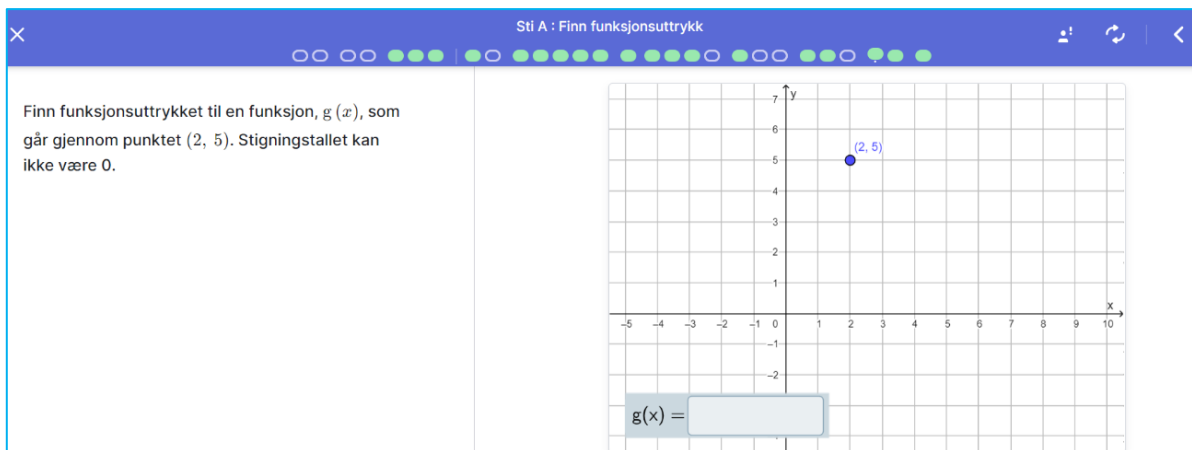 Sti A : Finn funksjonsuttrykk
Finn funksjonsuttrykket til en funksjon, g (x), som
går gjennom punktet (2, 5). Stigningstallet kan
ikke være 0.
y
7
6
(2, 5)
5
4
3
2
1
x
−5 −4 −3 −2 −1 0 1 2 3 4 5 6 7 8 9 10
−1
−2
g(x) =